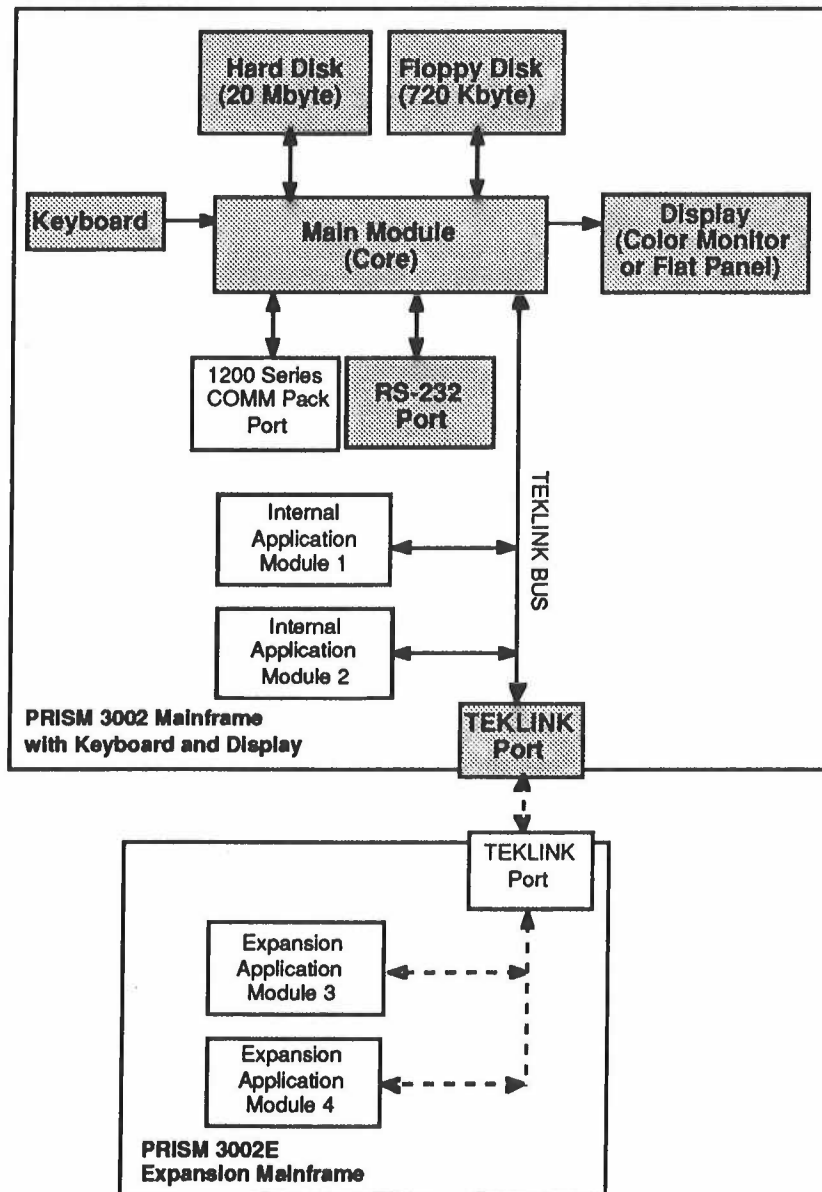 Hard Disk
(20 Mbyte)
Floppy Disk
(720 Kbyte)
Keyboard
Main Module
(Core)
Display
(Color Monitor
or Flat Panel)
1200 Series
COMM Pack
Port
RS-232
Port
TEKLINK BUS
Internal
Application
Module 1
Internal
Application
Module 2
PRISM 3002 Mainframe
with Keyboard and Display
TEKLINK
Port
TEKLINK
Port
Expansion
Application
Module 3
Expansion
Application
Module 4
PRISM 3002E
Expansion Mainframe